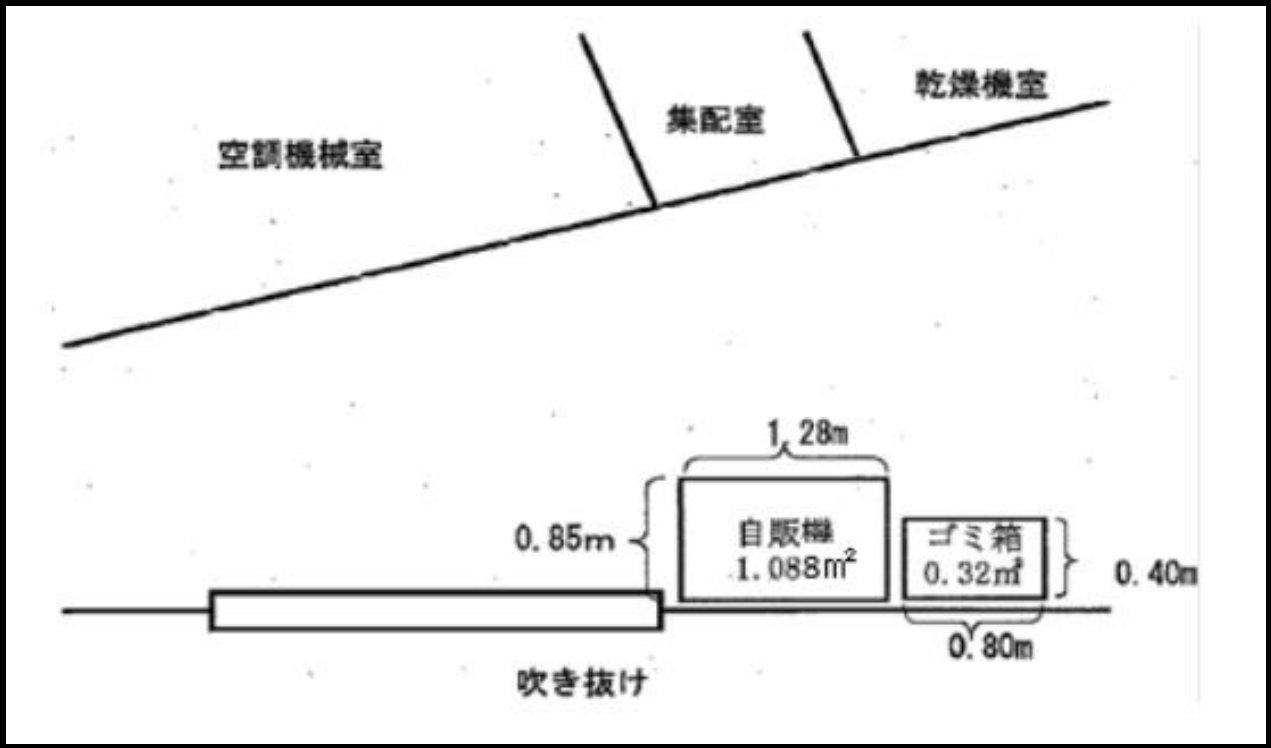 乾燥機室
集配室
空調機械室
1.28m
0.85m
自販機
1.088m²
ゴミ箱
0.32㎡
0.40m
0.80m
吹き抜け